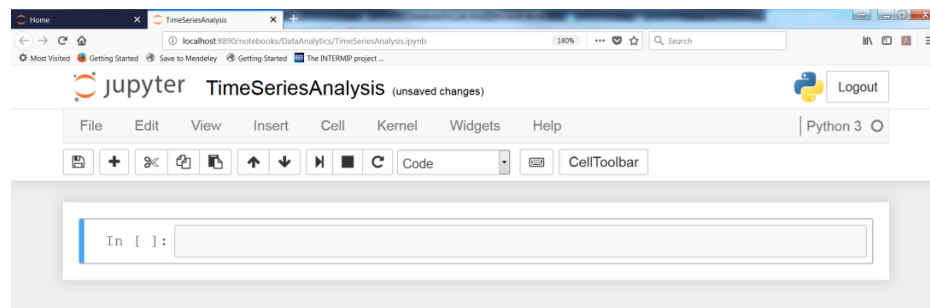 Home
TimeSeriesAnalysis
localhost:8890/notebooks/DataAnalytics/TimeSeriesAnalysis.ipynb
180%
Search
Most Visited Getting Started Save to Mendeley Getting Started The INTERMIP project ...
jupyter TimeSeriesAnalysis (unsaved changes)
Logout
File Edit View Insert Cell Kernel Widgets Help
Python 3
Code
CellToolbar
In [ ]: